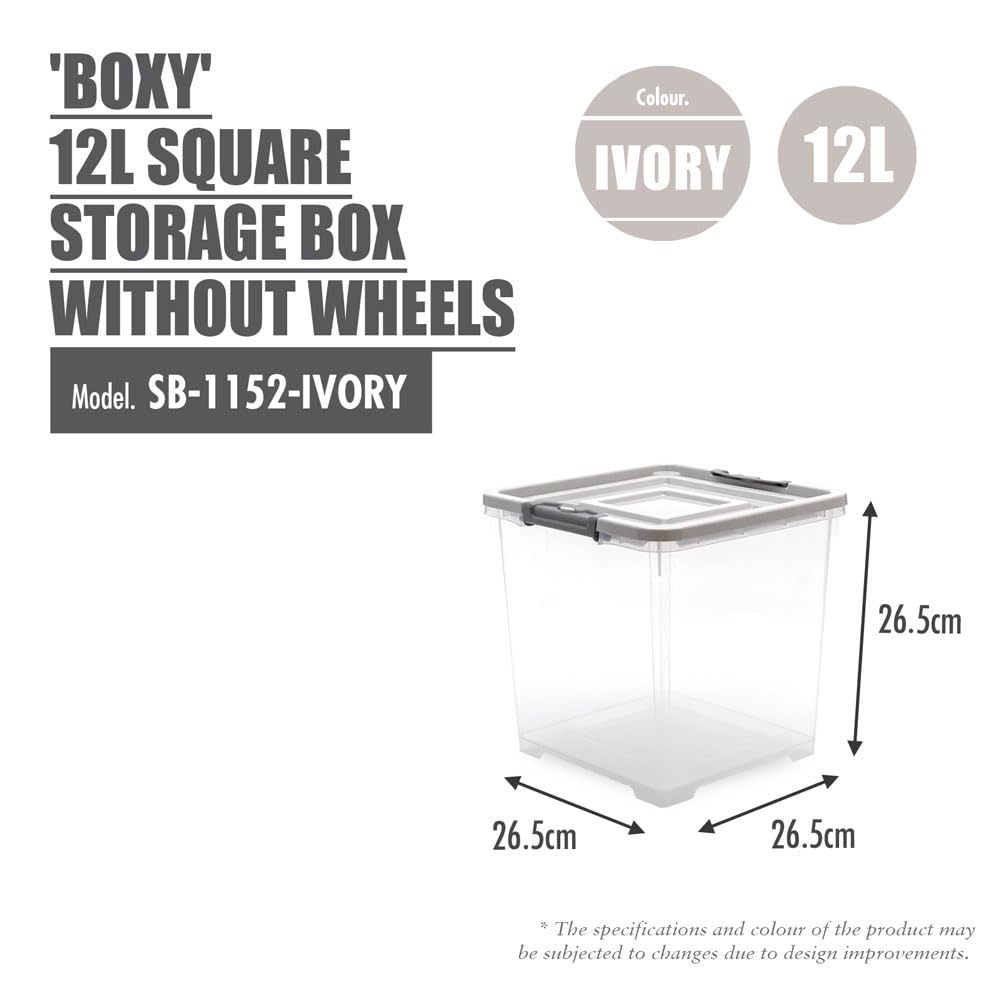 'BOXY'
12L SQUARE
STORAGE BOX
WITHOUT WHEELS
Model. SB-1152-IVORY
Colour.
IVORY
12L
26.5cm
26.5cm
26.5cm
* The specifications and colour of the product may
be subjected to changes due to design improvements.